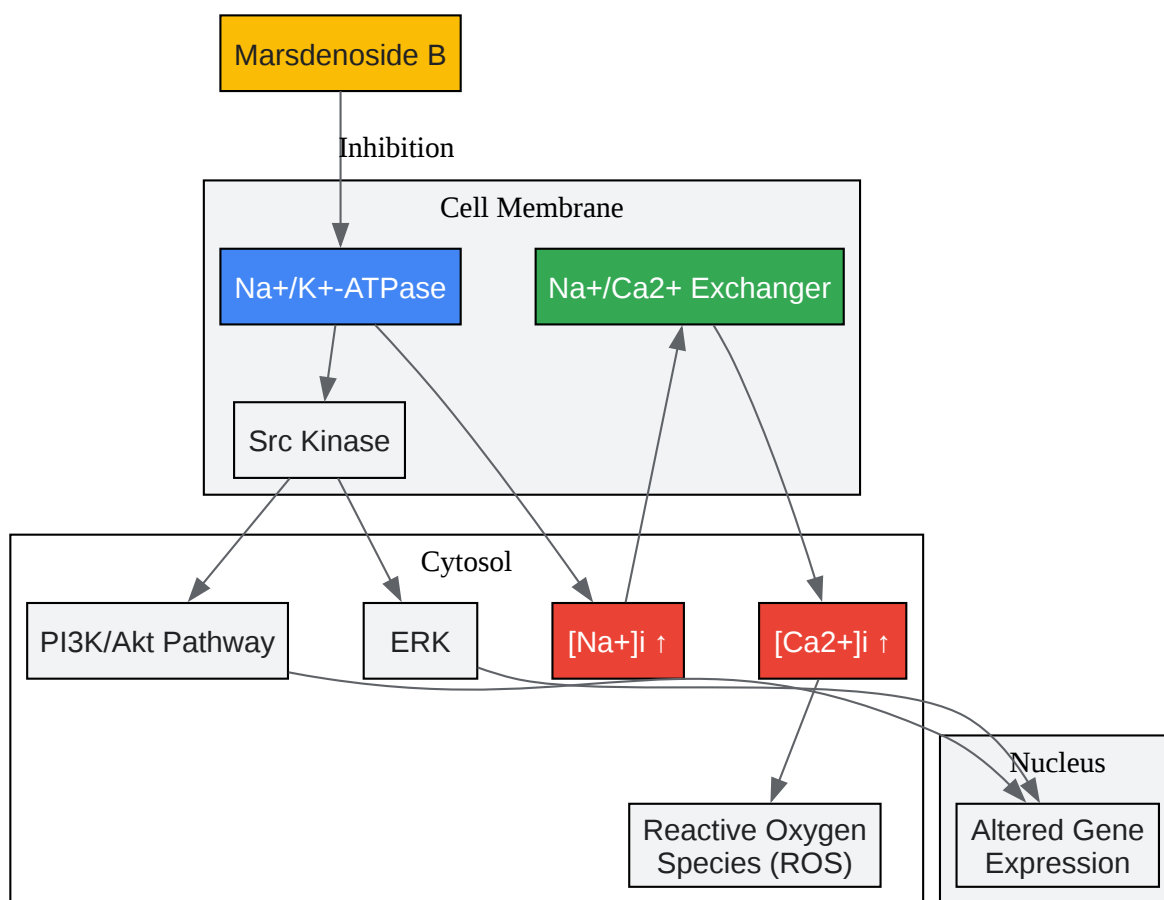 Marsdenoside B
Inhibition
Cell Membrane
Na+/K+-ATPase
Na+/Ca2+ Exchanger
Src Kinase
Cytosol
PI3K/Akt Pathway
ERK
[Na+]i ↑
[Ca2+]i ↑
Nucleus
Reactive Oxygen
Species (ROS)
Altered Gene
Expression